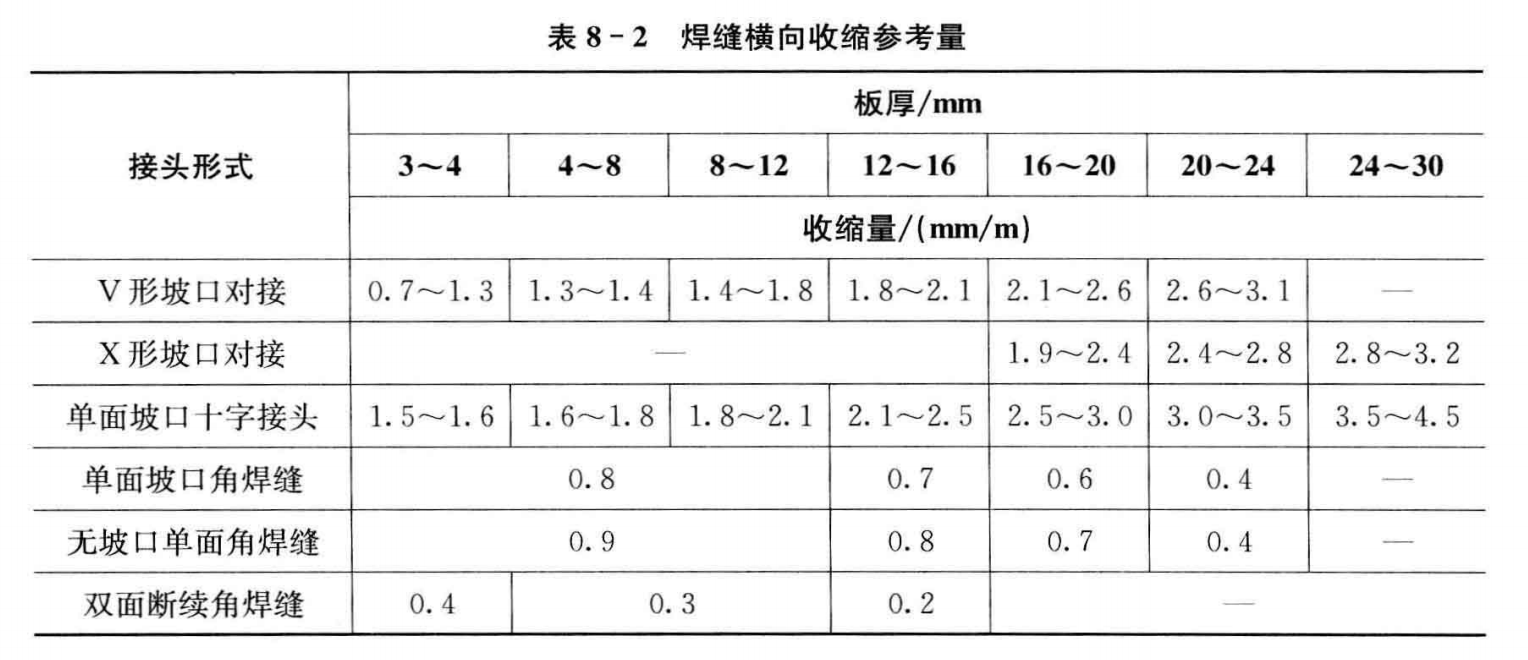 表 8-2 焊缝横向收缩参考量
接头形式
板厚/mm
3～4 4～8 8～12 12～16 16～20 20～24 24～30
收缩量/(mm/m)
V 形坡口对接 0.7～1.3 1.3～1.4 1.4～1.8 1.8～2.1 2.1～2.6 2.6～3.1 —
X 形坡口对接 — 1.9～2.4 2.4～2.8 2.8～3.2
单面坡口十字接头 1.5～1.6 1.6～1.8 1.8～2.1 2.1～2.5 2.5～3.0 3.0～3.5 3.5～4.5
单面坡口角焊缝 0.8 0.7 0.6 0.4 —
无坡口单面角焊缝 0.9 0.8 0.7 0.4 —
双面断续角焊缝 0.4 0.3 0.2 —